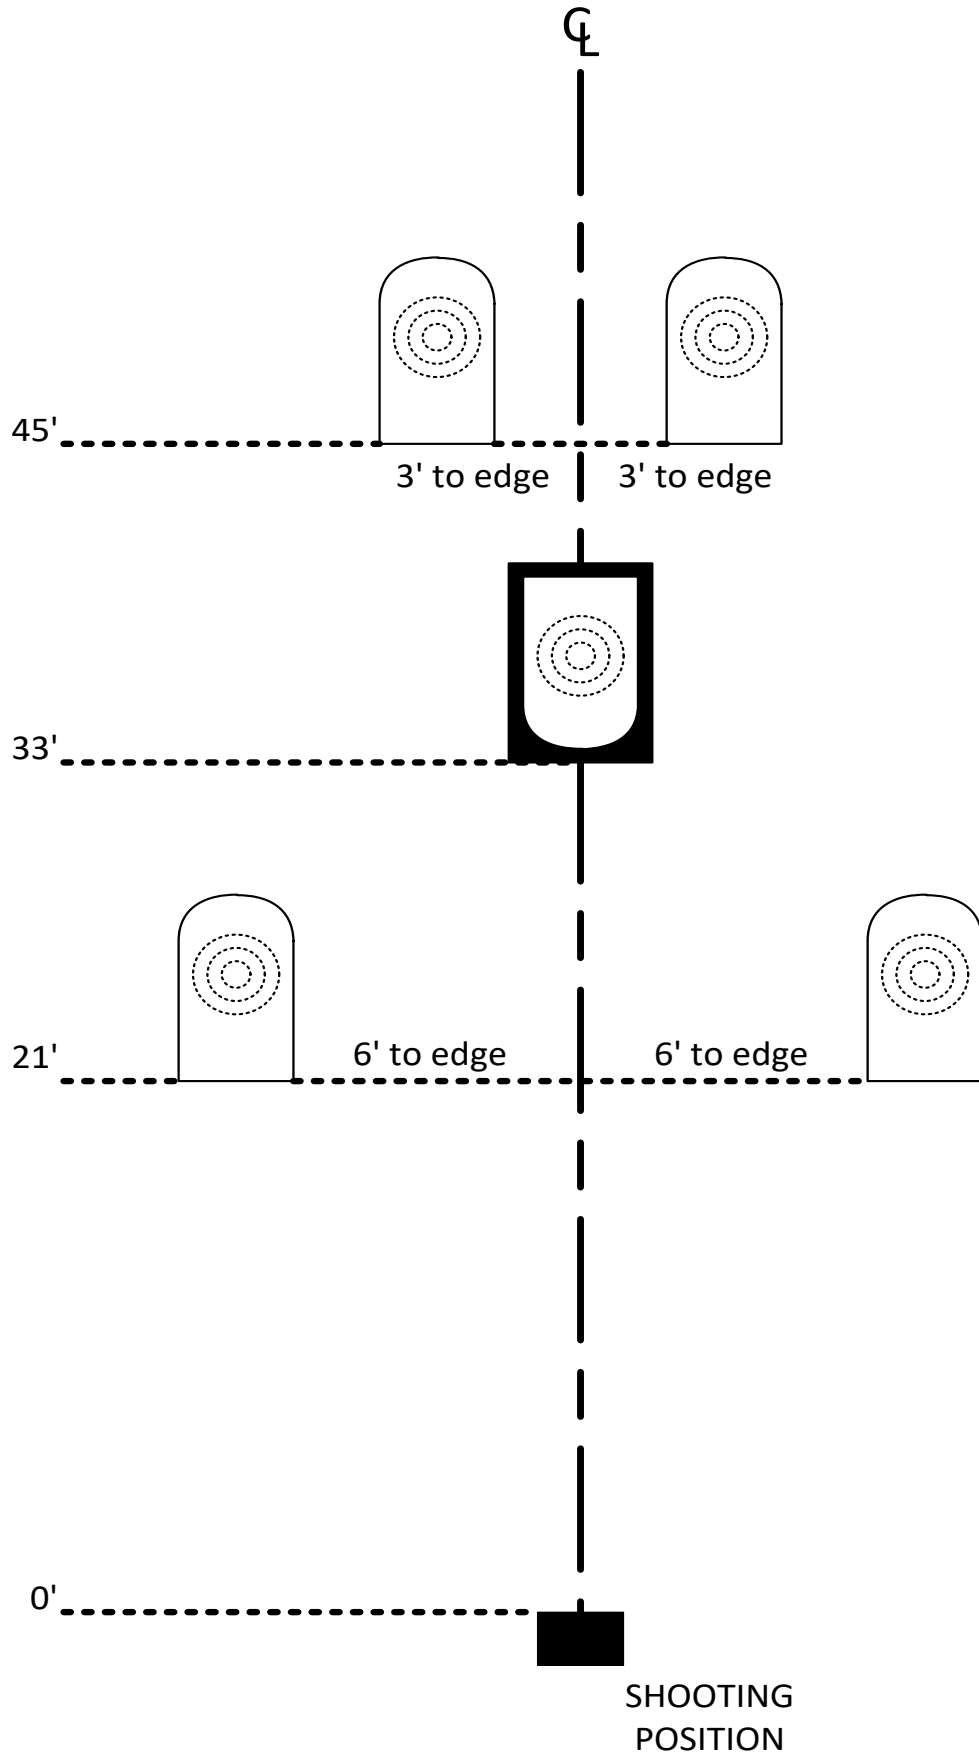 ℄
45'
3' to edge 3' to edge
33'
21'
6' to edge 6' to edge
0'
SHOOTING
POSITION